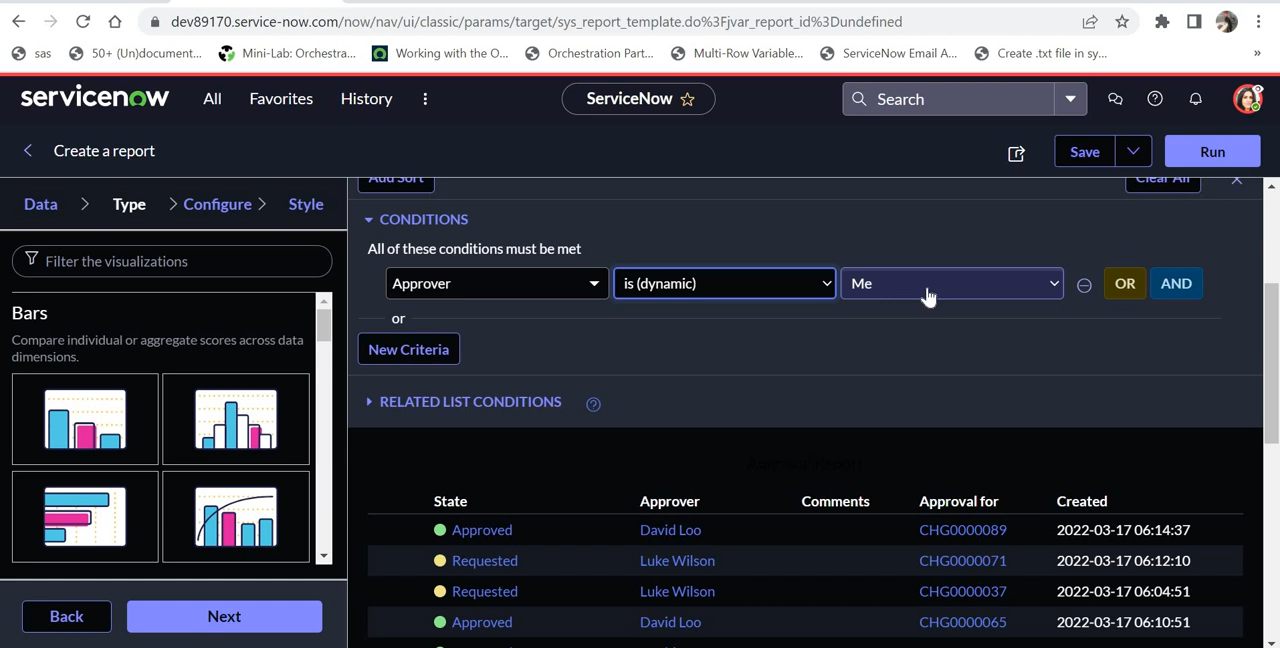 dev89170.service-now.com/now/nav/ui/classic/params/target/sys_report_template.do%3Fjvar_report_id%3Dundefined
sas 50+ (Un)document... Mini-Lab: Orchestra... Working with the O... Orchestration Part... Multi-Row Variable... ServiceNow Email A... Create .txt file in sy... »
servicenow All Favorites History ServiceNow Search
Create a report Save Run
Data > Type > Configure > Style
Add Sort Clear All
CONDITIONS
All of these conditions must be met
Filter the visualizations
Approver is (dynamic) Me OR AND
Bars
or
Compare individual or aggregate scores across data
dimensions.
New Criteria
RELATED LIST CONDITIONS
State Approver Comments Approval for Created
Approved David Loo CHG0000089 2022-03-17 06:14:37
Requested Luke Wilson CHG0000071 2022-03-17 06:12:10
Requested Luke Wilson CHG0000037 2022-03-17 06:04:51
Approved David Loo CHG0000065 2022-03-17 06:10:51
Back Next